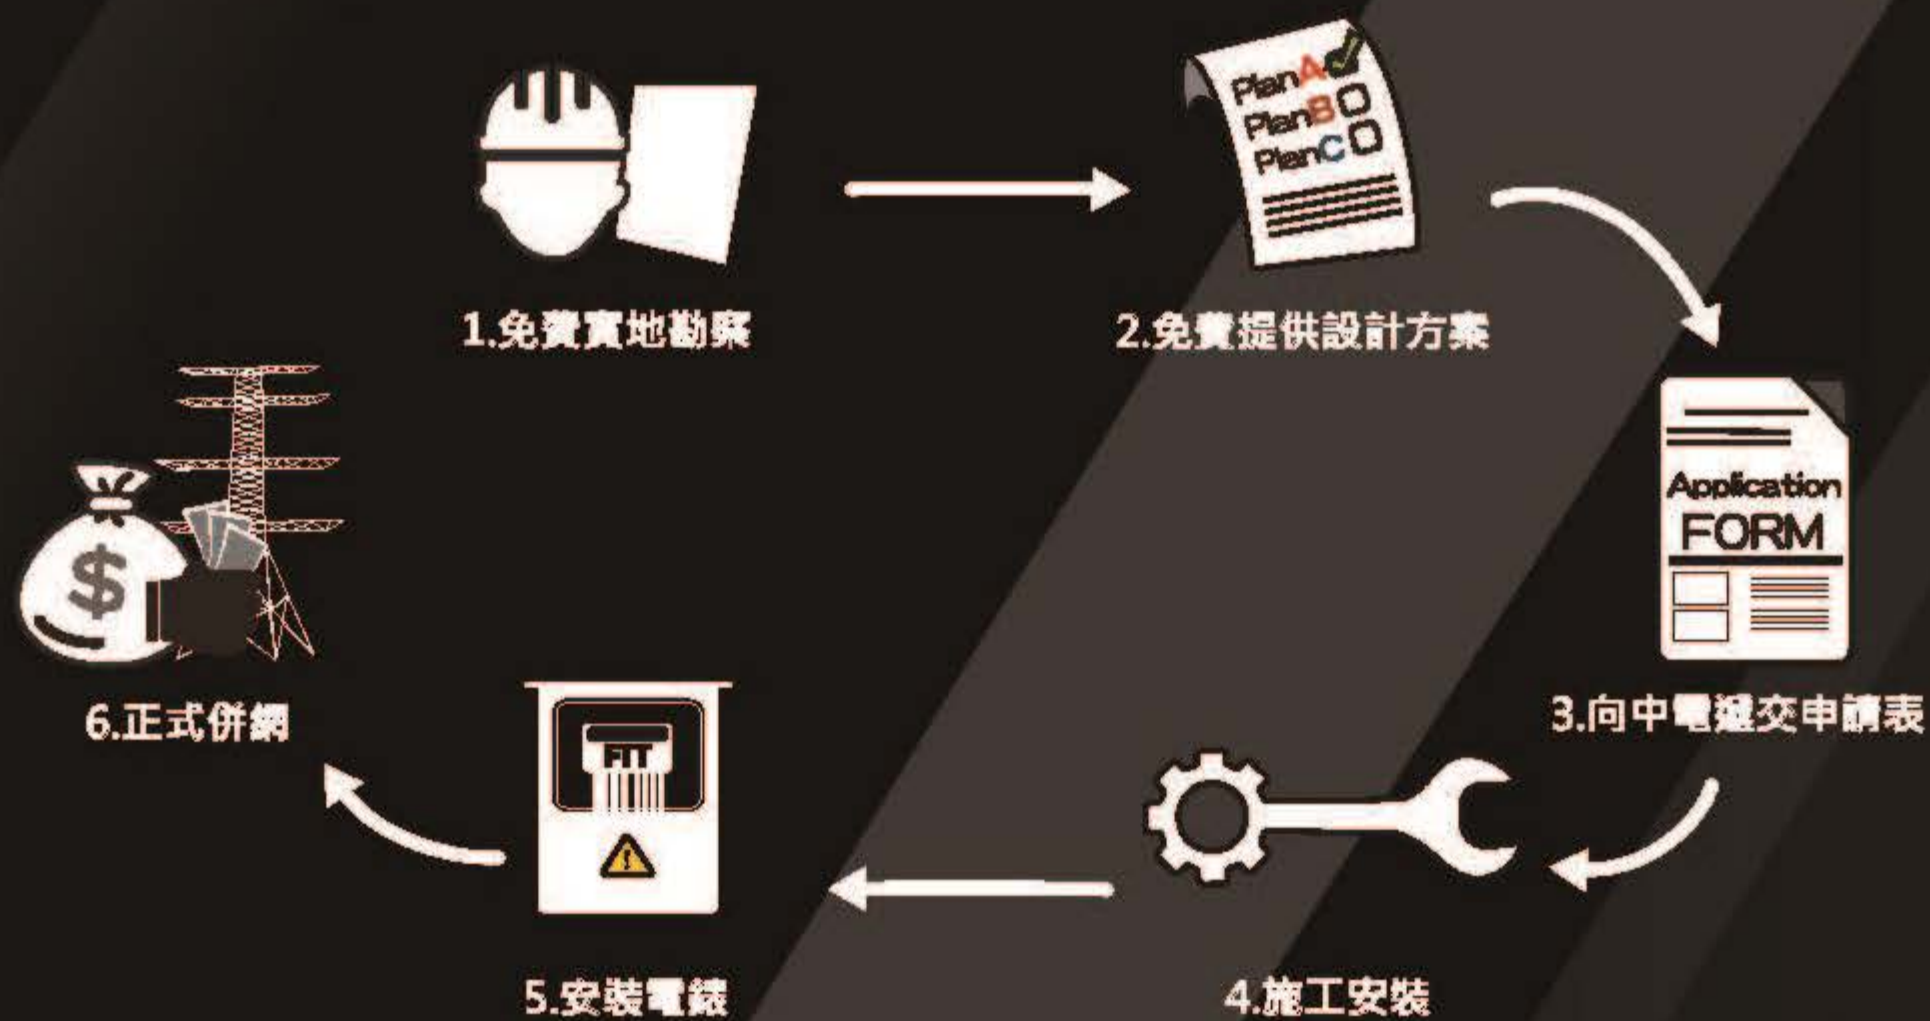 1.免費實地勘察
PlanA
PlanB
PlanC
2.免費提供設計方案
Application
FORM
3.向中電遞交申請表
4.施工安裝
FIT
5.安裝電錶
$
6.正式併網